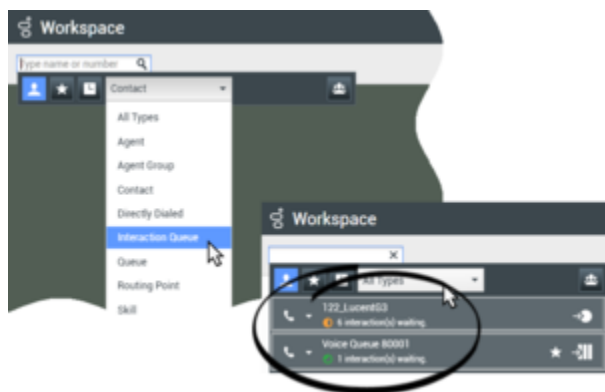 Workspace
Type name or number
Contact
All Types
Agent
Agent Group
Contact
Directly Dialed
Interaction Queue
Queue
Routing Point
Skill
Workspace
All Types
122_LucentG3
6 interaction(s) waiting.
Voice Queue 80001
1 interaction(s) waiting.